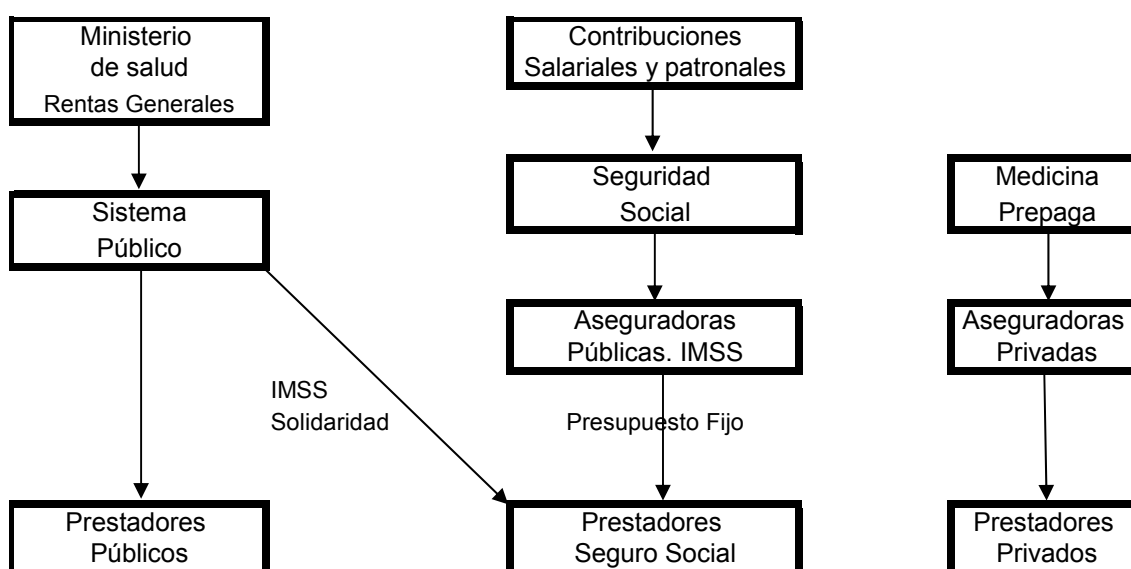 Ministerio
de salud
Rentas Generales
Contribuciones
Salariales y patronales
Sistema
Público
Seguridad
Social
Medicina
Prepaga
Aseguradoras
Públicas. IMSS
Aseguradoras
Privadas
IMSS
Solidaridad
Presupuesto Fijo
Prestadores
Públicos
Prestadores
Seguro Social
Prestadores
Privados